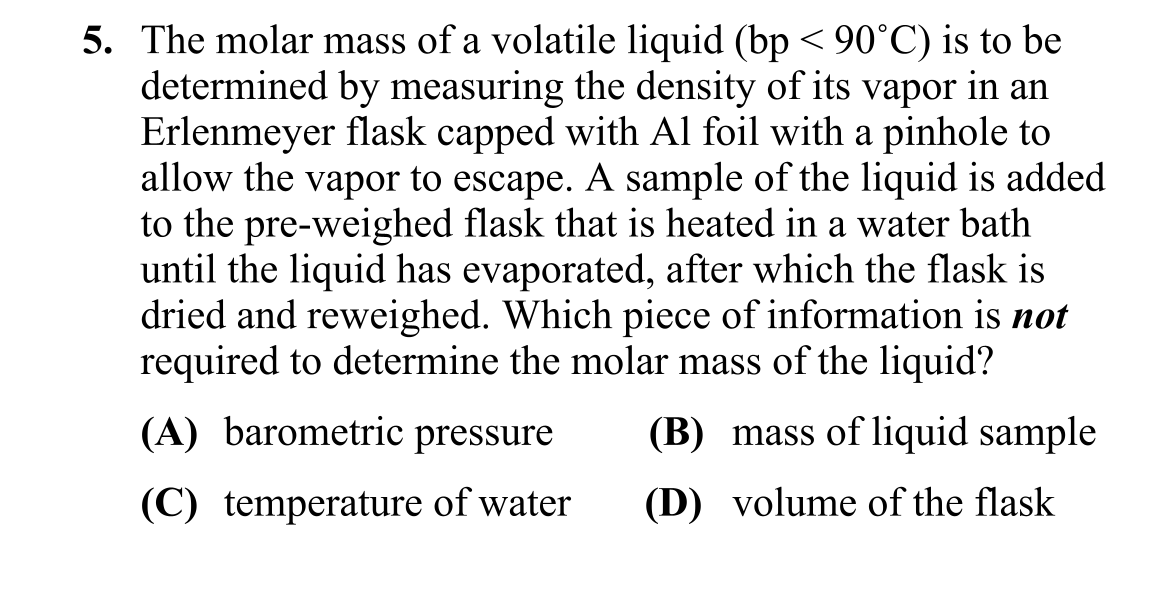 5. The molar mass of a volatile liquid (bp < 90˚C) is to be
determined by measuring the density of its vapor in an
Erlenmeyer flask capped with Al foil with a pinhole to
allow the vapor to escape. A sample of the liquid is added
to the pre-weighed flask that is heated in a water bath
until the liquid has evaporated, after which the flask is
dried and reweighed. Which piece of information is not
required to determine the molar mass of the liquid?
(A) barometric pressure (B) mass of liquid sample
(C) temperature of water (D) volume of the flask